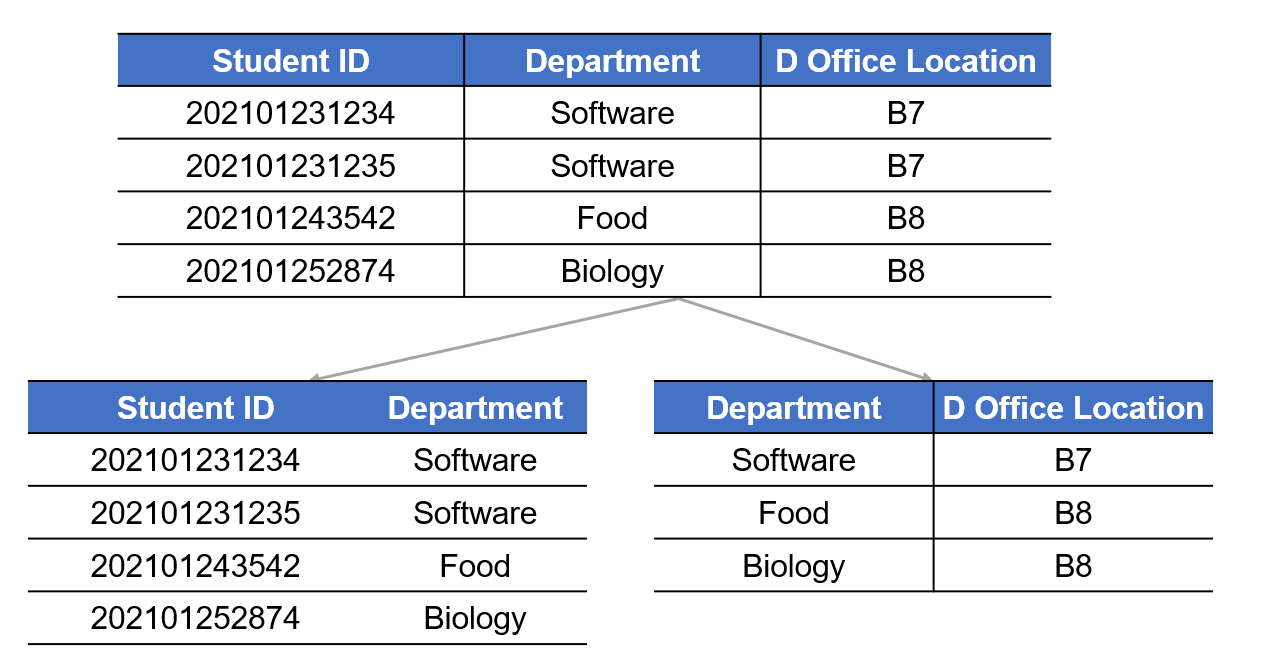 Student ID Department D Office Location
202101231234 Software B7
202101231235 Software B7
202101243542 Food B8
202101252874 Biology B8
Student ID Department
202101231234 Software
202101231235 Software
202101243542 Food
202101252874 Biology
Department D Office Location
Software B7
Food B8
Biology B8